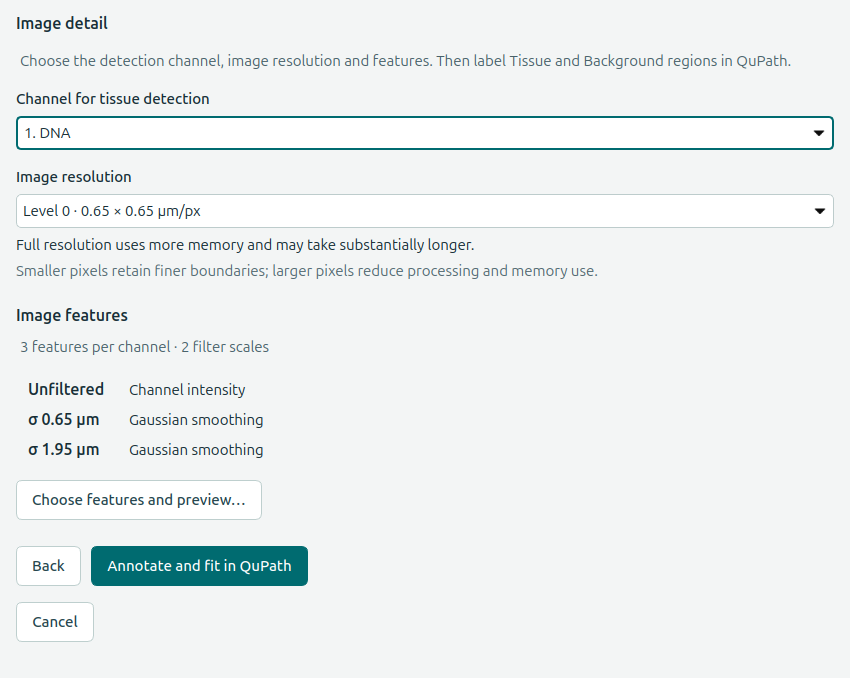 Image detail
Choose the detection channel, image resolution and features. Then label Tissue and Background regions in QuPath.
Channel for tissue detection
1. DNA
Image resolution
Level 0 · 0.65 × 0.65 µm/px
Full resolution uses more memory and may take substantially longer.
Smaller pixels retain finer boundaries; larger pixels reduce processing and memory use.
Image features
3 features per channel · 2 filter scales
Unfiltered Channel intensity
σ 0.65 µm Gaussian smoothing
σ 1.95 µm Gaussian smoothing
Choose features and preview…
Back Annotate and fit in QuPath
Cancel